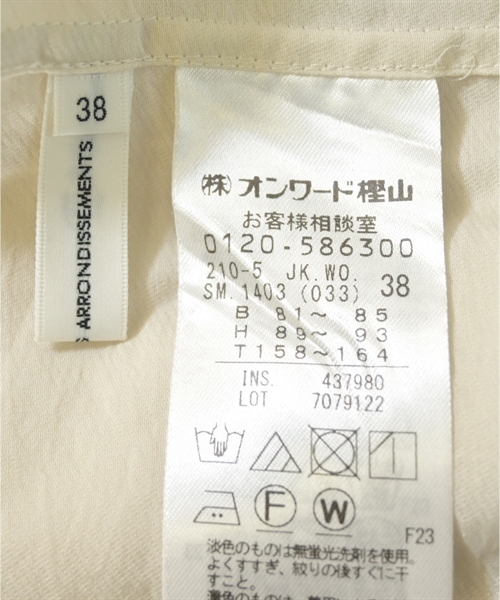 38
S ARRONDISSEMENTS
㈱オンワード樫山
お客様相談室
0120-586300
210-5 JK.WO.
SM.1403 (033) 38
B 81～ 85
H 89～ 93
T158～164
INS. 437980
LOT 7079122
F
W
F23
淡色のものは無蛍光洗剤を使用。
よくすすぎ、絞りの後すぐに干
すこと。